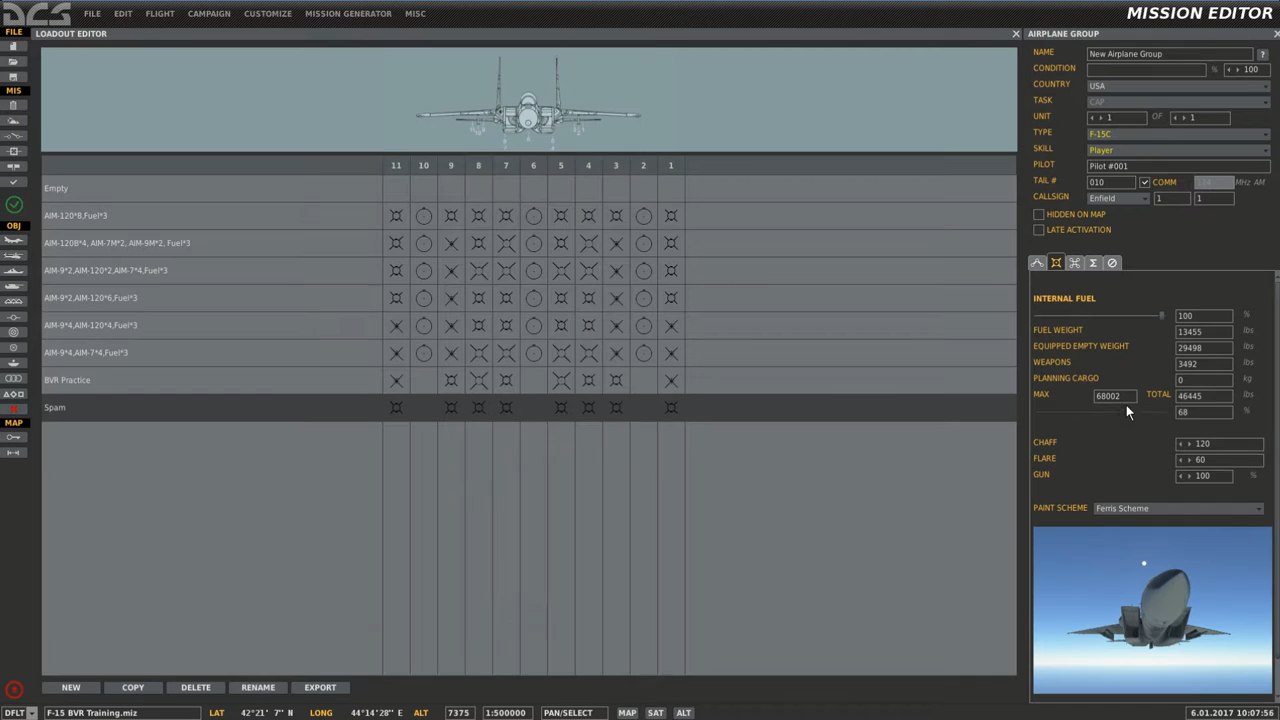 DCS FILE EDIT FLIGHT CAMPAIGN CUSTOMIZE MISSION GENERATOR MISC MISSION EDITOR
FILE LOADOUT EDITOR X AIRPLANE GROUP
NAME New Airplane Group ?
CONDITION % 100
COUNTRY USA
MIS
TASK CAP
UNIT 1 OF 1
TYPE F-15C
SKILL Player
11 10 9 8 7 6 5 4 3 2 1
PILOT Pilot #001
Empty
TAIL # 010 COMM MHz AM
CALLSIGN Enfield 1 1
AIM-120*8,Fuel*3
HIDDEN ON MAP
OBJ
LATE ACTIVATION
AIM-120B*4, AIM-7M*2, AIM-9M*2, Fuel*3
AIM-9*2,AIM-120*2,AIM-7*4,Fuel*3
AIM-9*2,AIM-120*6,Fuel*3
INTERNAL FUEL
100 %
AIM-9*4,AIM-120*4,Fuel*3
FUEL WEIGHT 13455 lbs
EQUIPPED EMPTY WEIGHT 29498 lbs
AIM-9*4,AIM-7*4,Fuel*3
WEAPONS 3492 lbs
BVR Practice
PLANNING CARGO 0 kg
MAX 68002 TOTAL 46445 lbs
Spam
68 %
MAP
CHAFF 120
FLARE 60
GUN 100 %
PAINT SCHEME Ferris Scheme
NEW COPY DELETE RENAME EXPORT
DFLT F-15 BVR Training.miz LAT 42°21' 7'' N LONG 44°14'28'' E ALT 7375 1:500000 PAN/SELECT MAP SAT ALT 6.01.2017 10:07:56